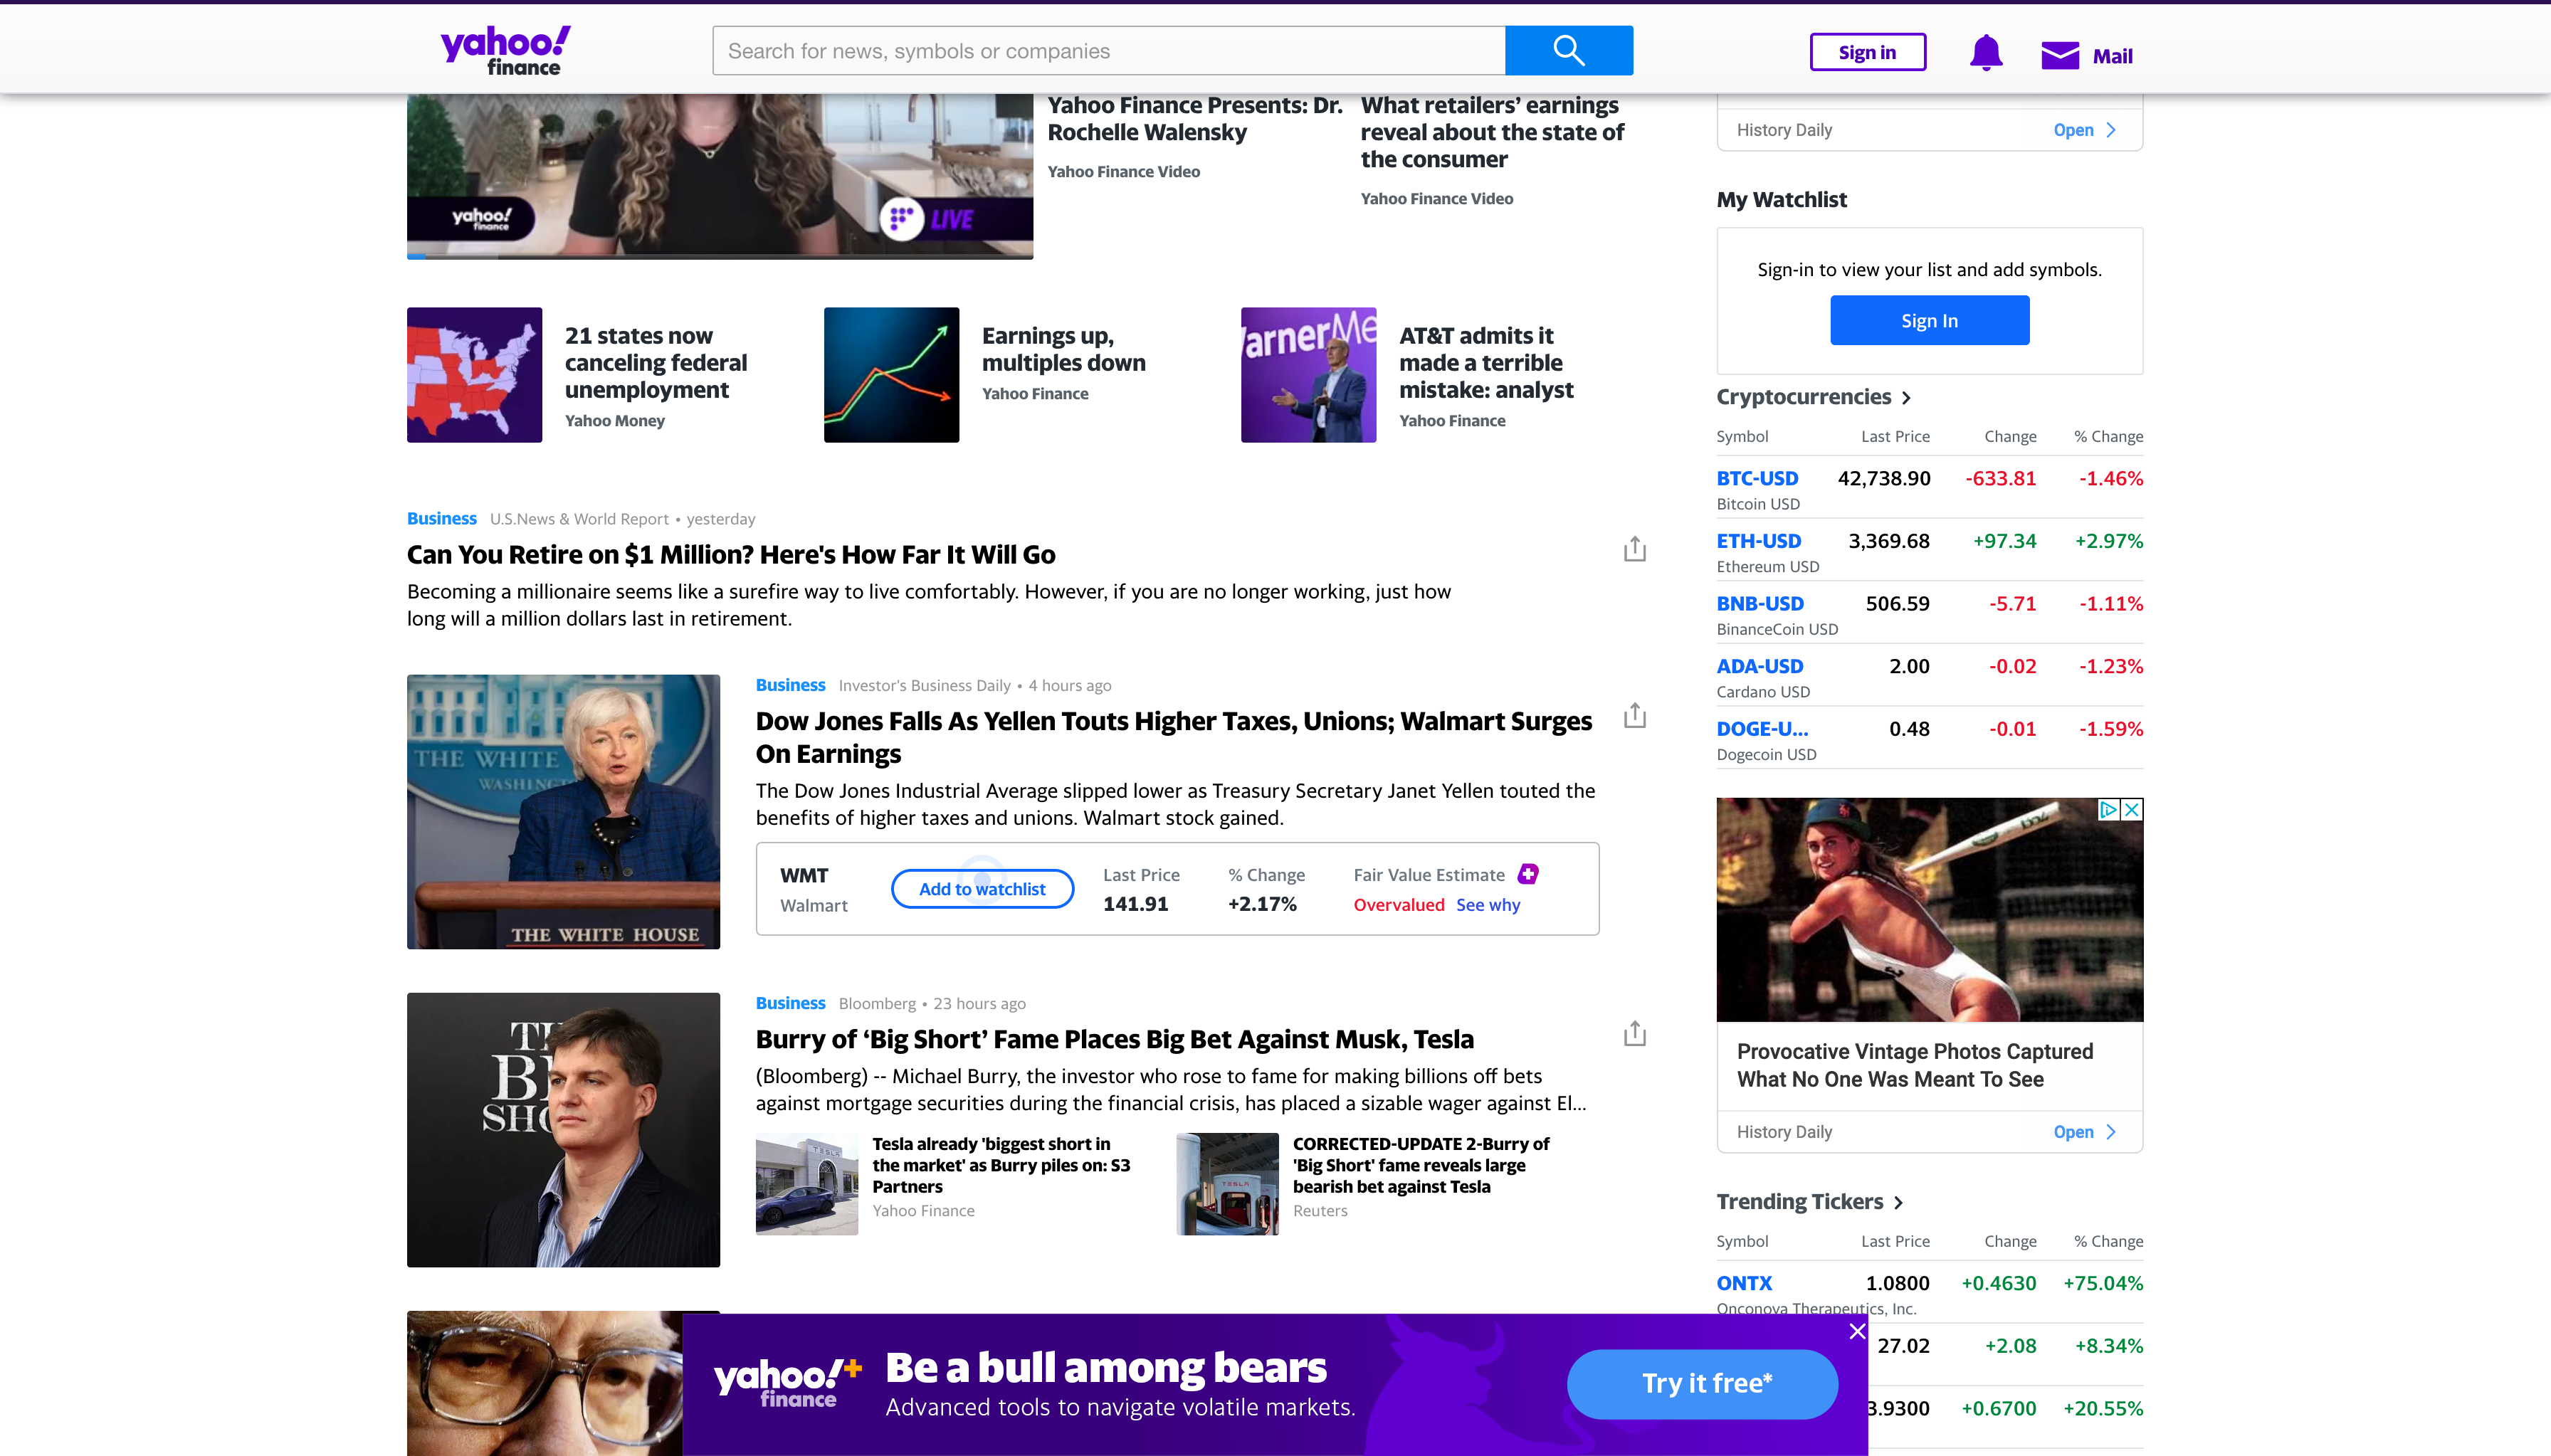 yahoo!
finance
Search for news, symbols or companies
Sign in
Mail
yahoo!
finance
LIVE
Yahoo Finance Presents: Dr.
Rochelle Walensky
Yahoo Finance Video
What retailers’ earnings
reveal about the state of
the consumer
Yahoo Finance Video
21 states now
canceling federal
unemployment
Yahoo Money
Earnings up,
multiples down
Yahoo Finance
arnerMe
AT&T admits it
made a terrible
mistake: analyst
Yahoo Finance
Business U.S.News & World Report • yesterday
Can You Retire on $1 Million? Here's How Far It Will Go
Becoming a millionaire seems like a surefire way to live comfortably. However, if you are no longer working, just how
long will a million dollars last in retirement.
THE WHITE
WASHING
THE WHITE HOUSE
Business Investor's Business Daily • 4 hours ago
Dow Jones Falls As Yellen Touts Higher Taxes, Unions; Walmart Surges
On Earnings
The Dow Jones Industrial Average slipped lower as Treasury Secretary Janet Yellen touted the
benefits of higher taxes and unions. Walmart stock gained.
WMT
Walmart
Add to watchlist
Last Price
141.91
% Change
+2.17%
Fair Value Estimate
Overvalued See why
Business Bloomberg • 23 hours ago
Burry of ‘Big Short’ Fame Places Big Bet Against Musk, Tesla
(Bloomberg) -- Michael Burry, the investor who rose to fame for making billions off bets
against mortgage securities during the financial crisis, has placed a sizable wager against El...
TESLA
Tesla already 'biggest short in
the market' as Burry piles on: S3
Partners
Yahoo Finance
TESLA
CORRECTED-UPDATE 2-Burry of
'Big Short' fame reveals large
bearish bet against Tesla
Reuters
History Daily Open
My Watchlist
Sign-in to view your list and add symbols.
Sign In
Cryptocurrencies
Symbol Last Price Change % Change
BTC-USD 42,738.90 -633.81 -1.46%
Bitcoin USD
ETH-USD 3,369.68 +97.34 +2.97%
Ethereum USD
BNB-USD 506.59 -5.71 -1.11%
BinanceCoin USD
ADA-USD 2.00 -0.02 -1.23%
Cardano USD
DOGE-U... 0.48 -0.01 -1.59%
Dogecoin USD
Provocative Vintage Photos Captured
What No One Was Meant To See
History Daily Open
Trending Tickers
Symbol Last Price Change % Change
ONTX 1.0800 +0.4630 +75.04%
Onconova Therapeutics, Inc.
27.02 +2.08 +8.34%
3.9300 +0.6700 +20.55%
yahoo!+
finance
Be a bull among bears
Advanced tools to navigate volatile markets.
Try it free*